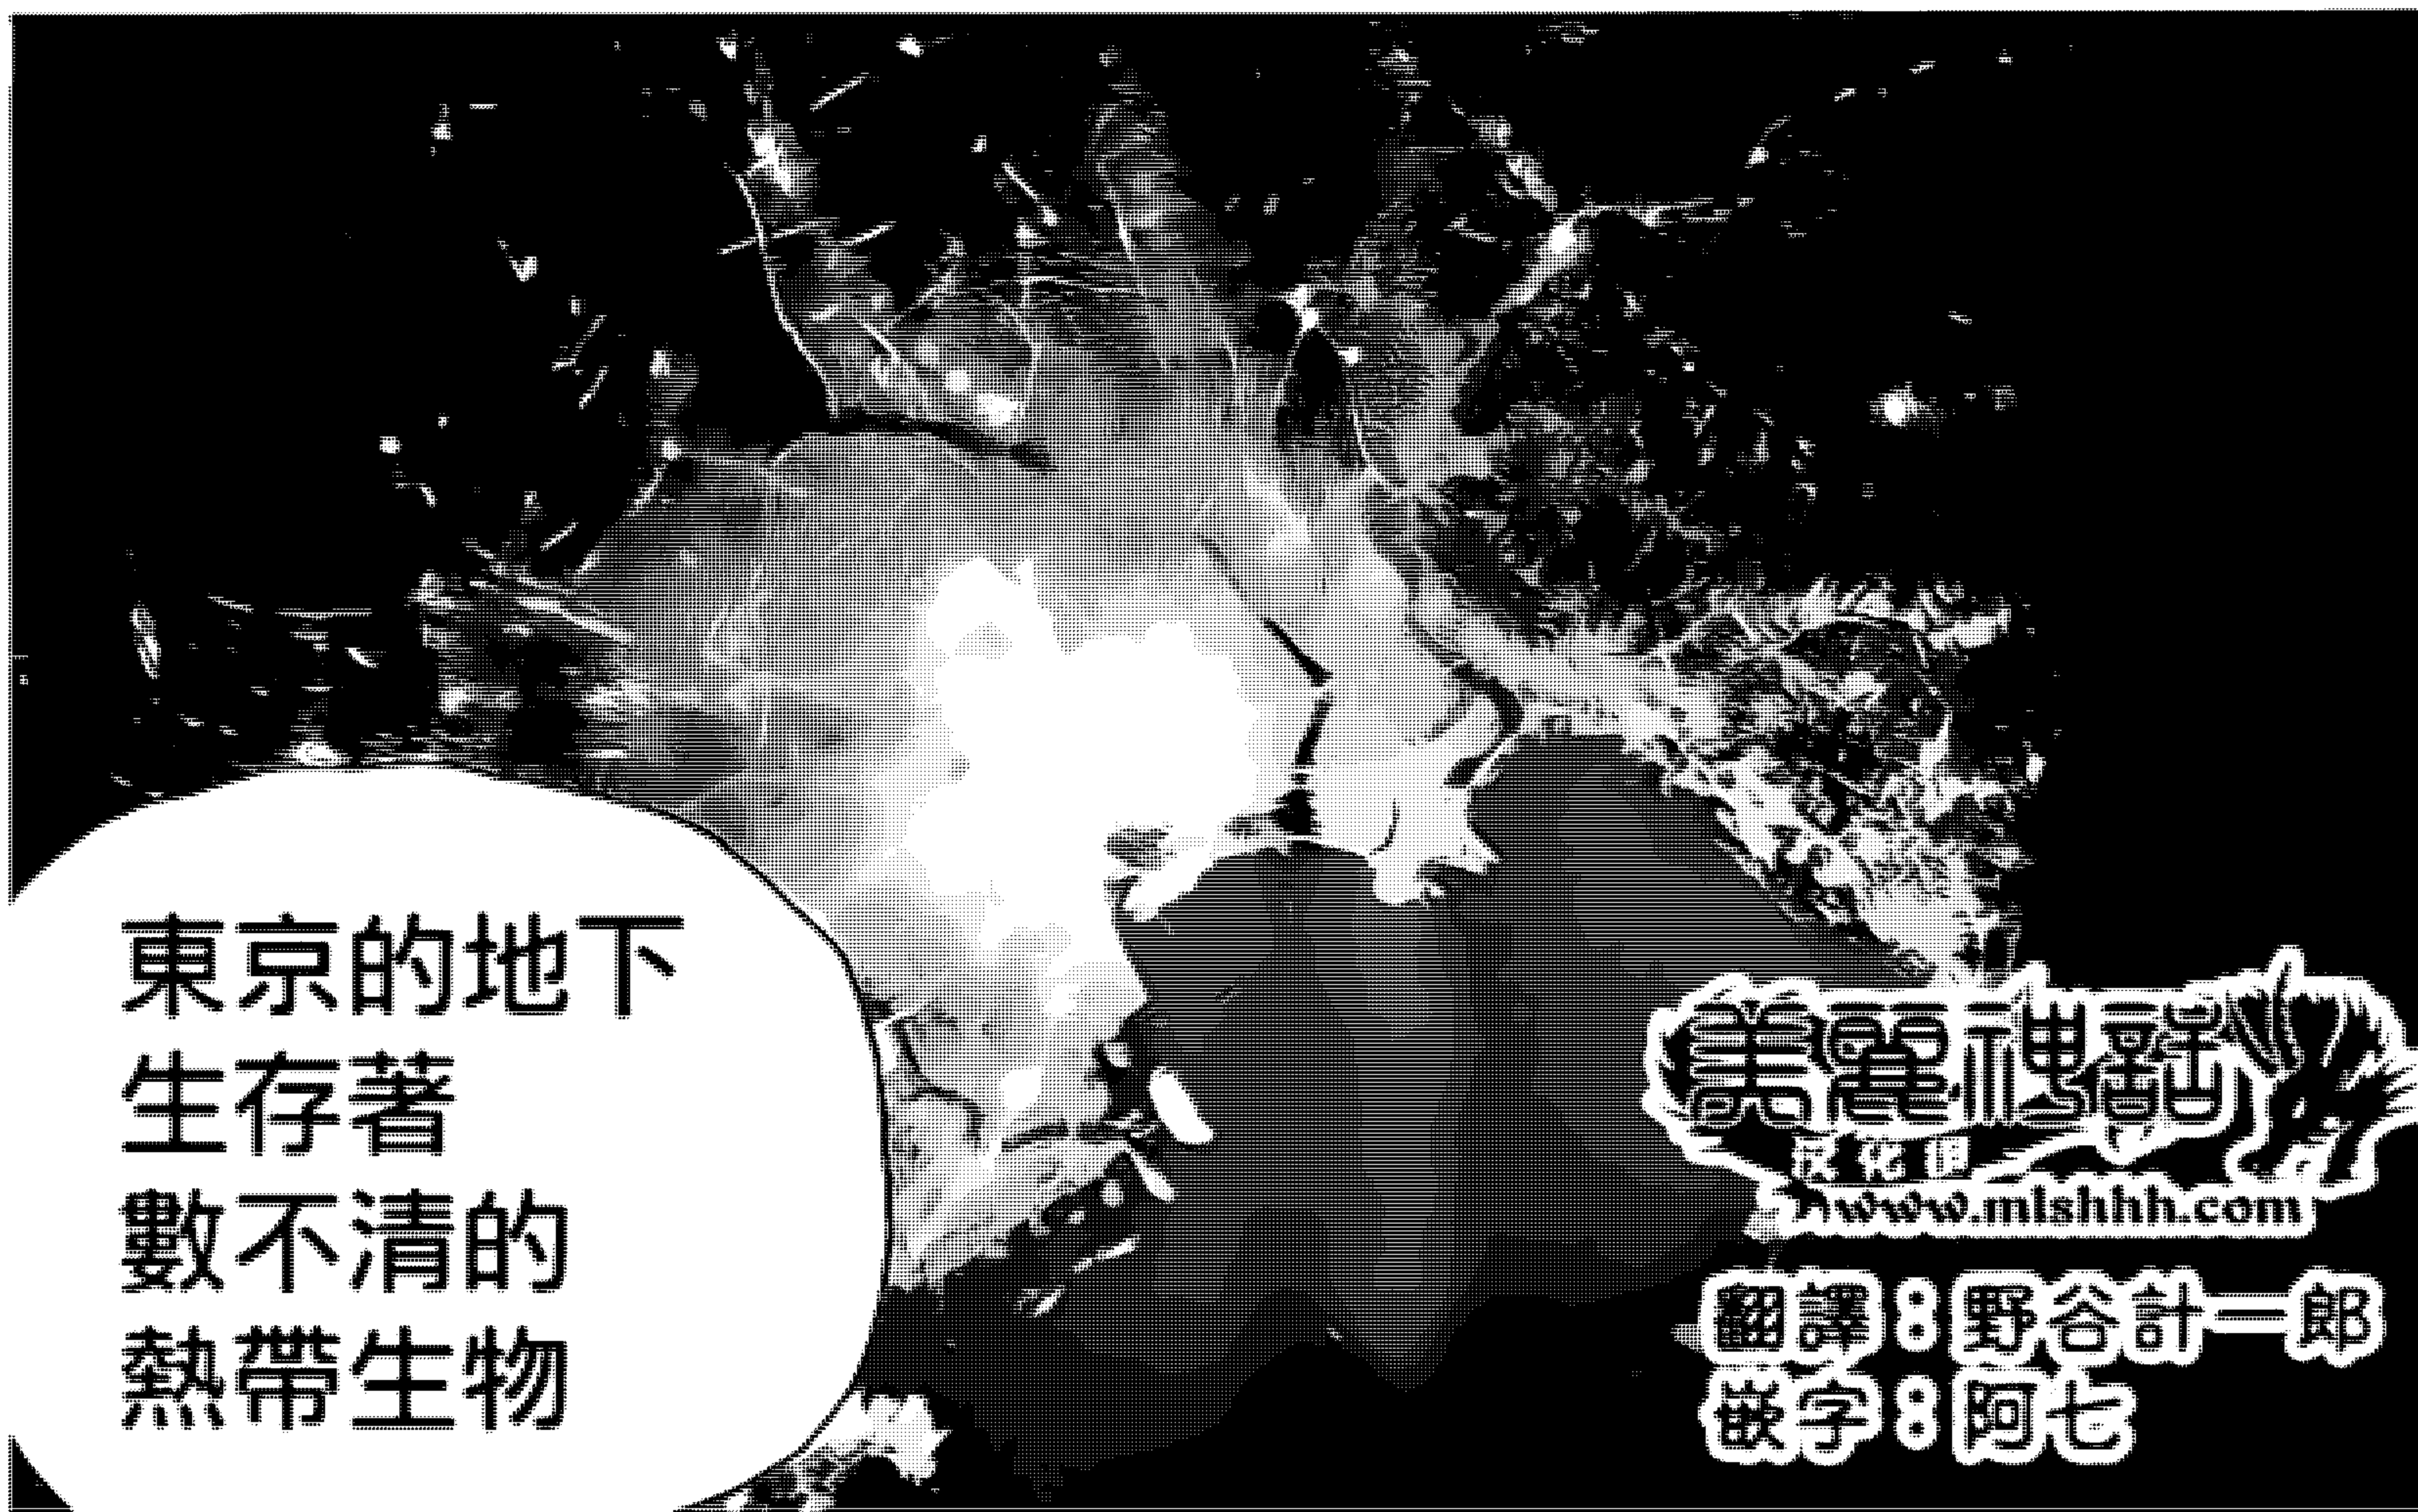 東京的地下
生存著
數不清的
熱帶生物
美麗神話
漢化組
www.mlshhh.com
翻譯：野谷計一郎
嵌字：阿七